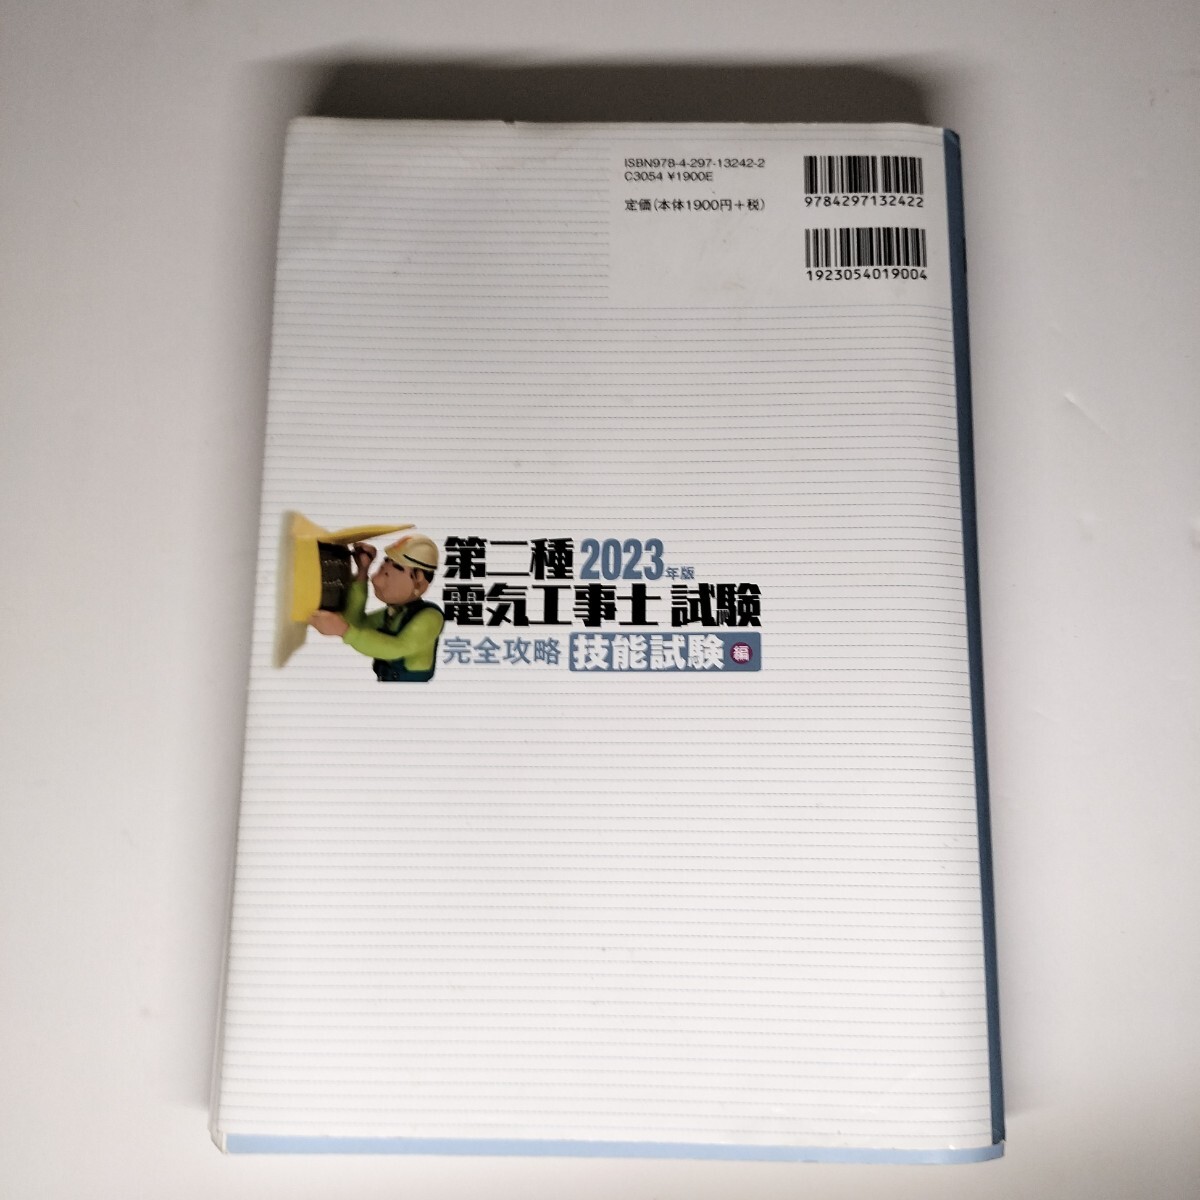 ISBN978-4-297-13242-2
C3054 ¥1900E
定価(本体1900円+税)
9784297132422
1923054019004
第二種 2023年版
電気工事士 試験
完全攻略 技能試験 編